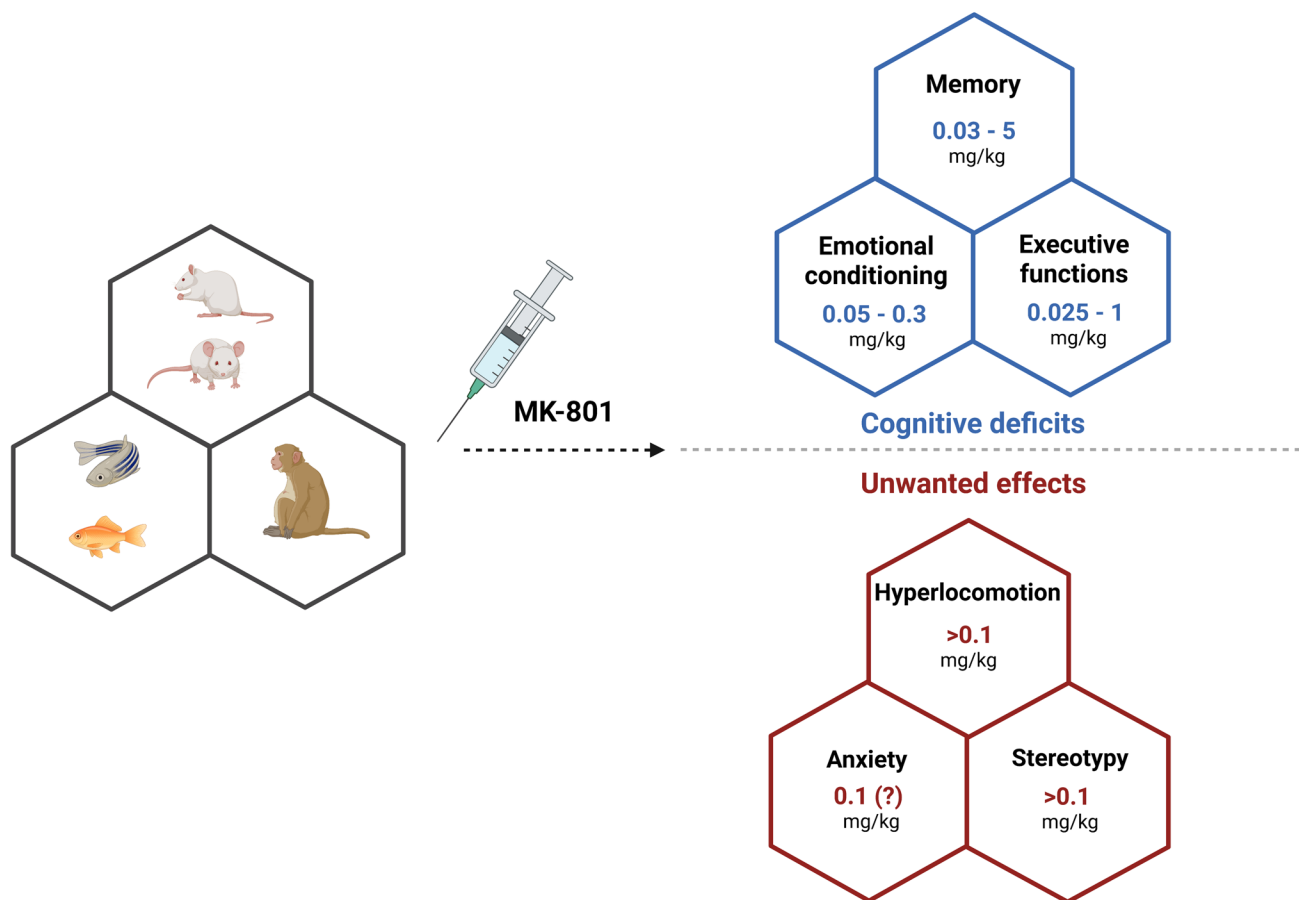 Memory
0.03 - 5
mg/kg
Emotional
conditioning
0.05 - 0.3
mg/kg
Executive
functions
0.025 - 1
mg/kg
MK-801
Cognitive deficits
Unwanted effects
Hyperlocomotion
>0.1
mg/kg
Anxiety
0.1 (?)
mg/kg
Stereotypy
>0.1
mg/kg